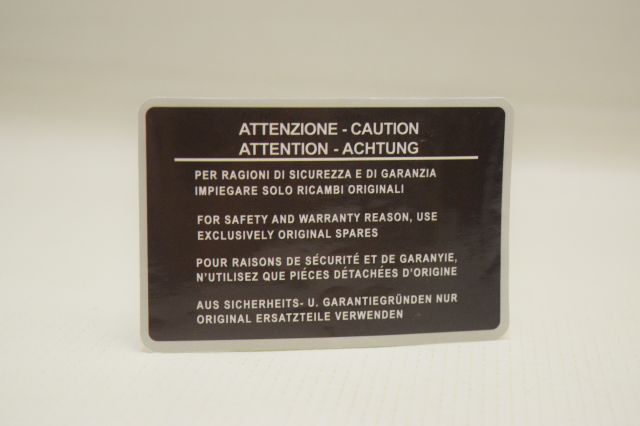 ATTENZIONE - CAUTION
ATTENTION - ACHTUNG
PER RAGIONI DI SICUREZZA E DI GARANZIA
IMPIEGARE SOLO RICAMBI ORIGINALI
FOR SAFETY AND WARRANTY REASON, USE
EXCLUSIVELY ORIGINAL SPARES
POUR RAISONS DE SÉCURITÉ ET DE GARANYIE,
N'UTILISEZ QUE PIÉCES DÉTACHÉES D'ORIGINE
AUS SICHERHEITS- U. GARANTIEGRÜNDEN NUR
ORIGINAL ERSATZTEILE VERWENDEN